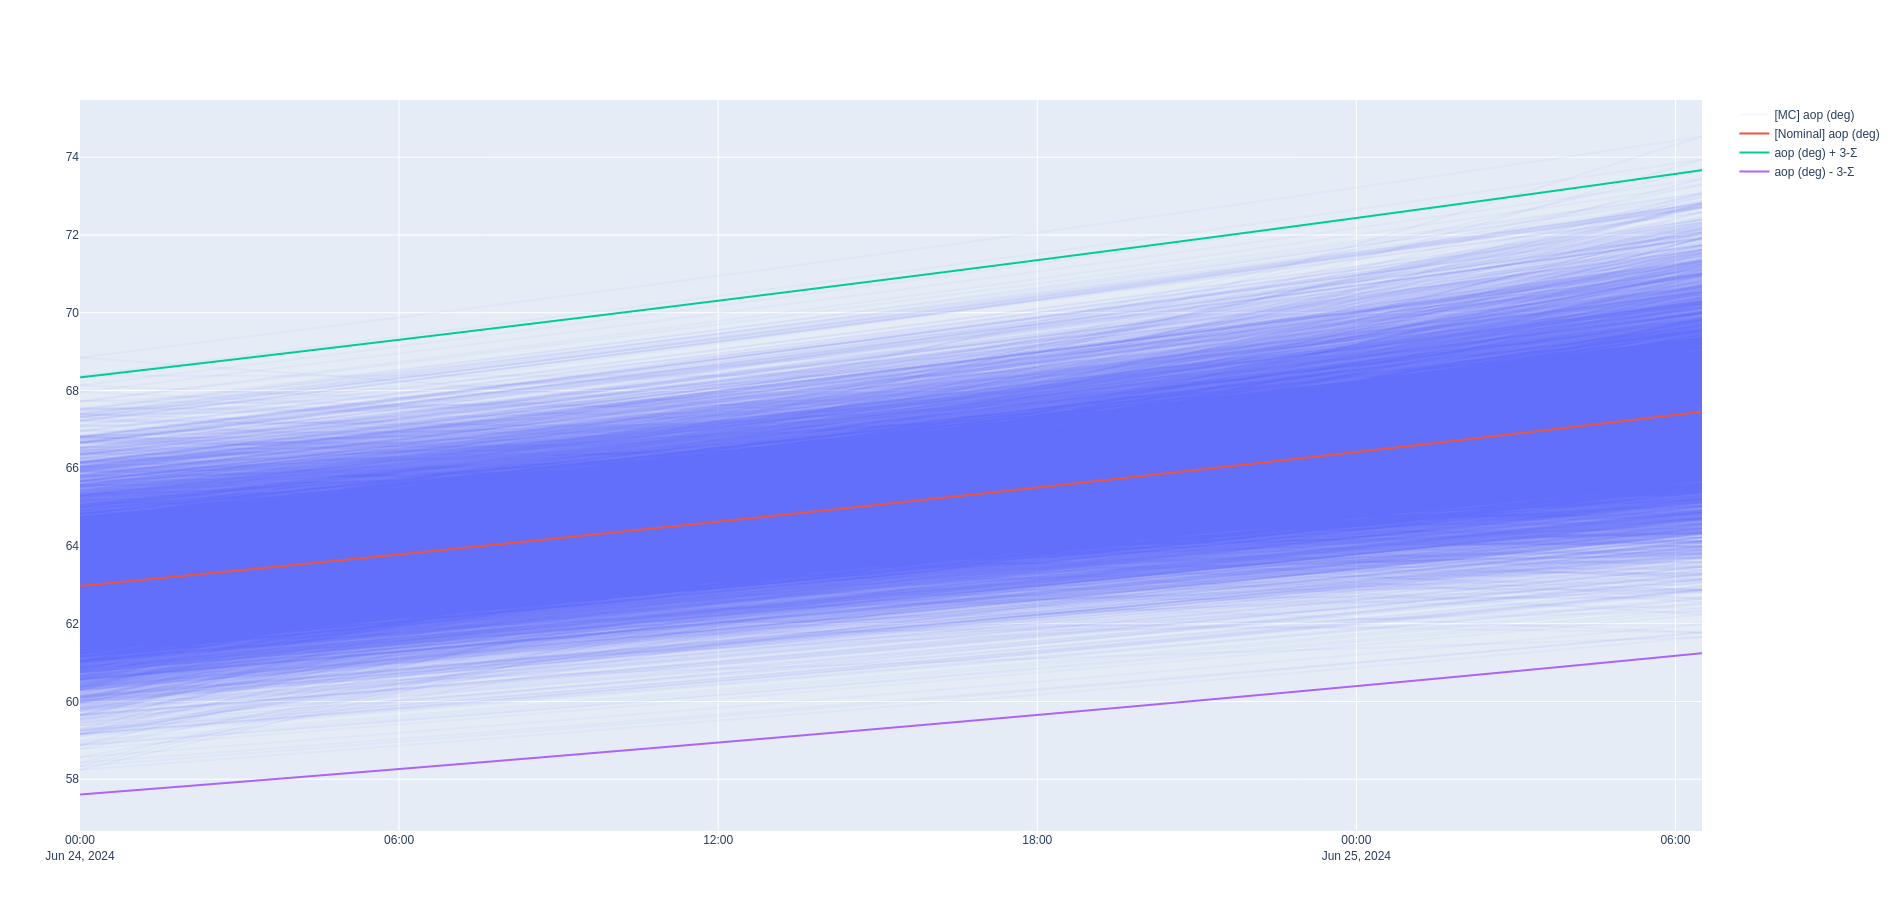 74
72
70
68
66
64
62
60
58
00:00
Jun 24, 2024
06:00
12:00
18:00
00:00
Jun 25, 2024
06:00
[MC] aop (deg)
[Nominal] aop (deg)
aop (deg) + 3-Σ
aop (deg) - 3-Σ